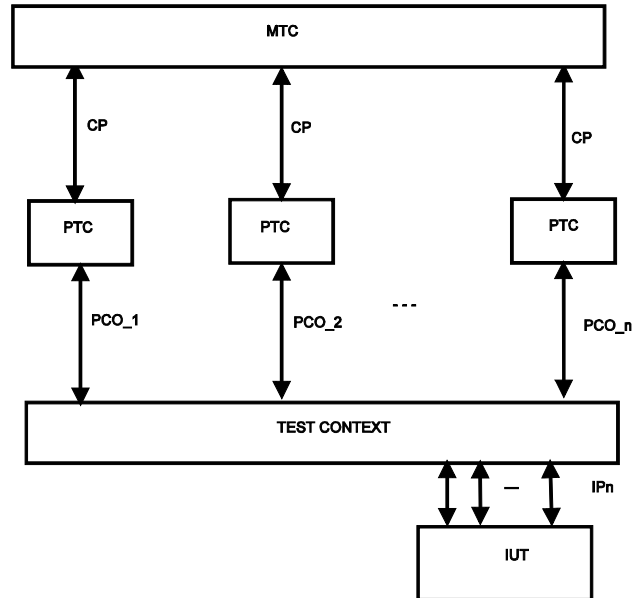 MTC
CP
CP
CP
PTC
PTC
PTC
PCO_1
PCO_2
---
PCO_n
TEST CONTEXT
—
IPn
IUT